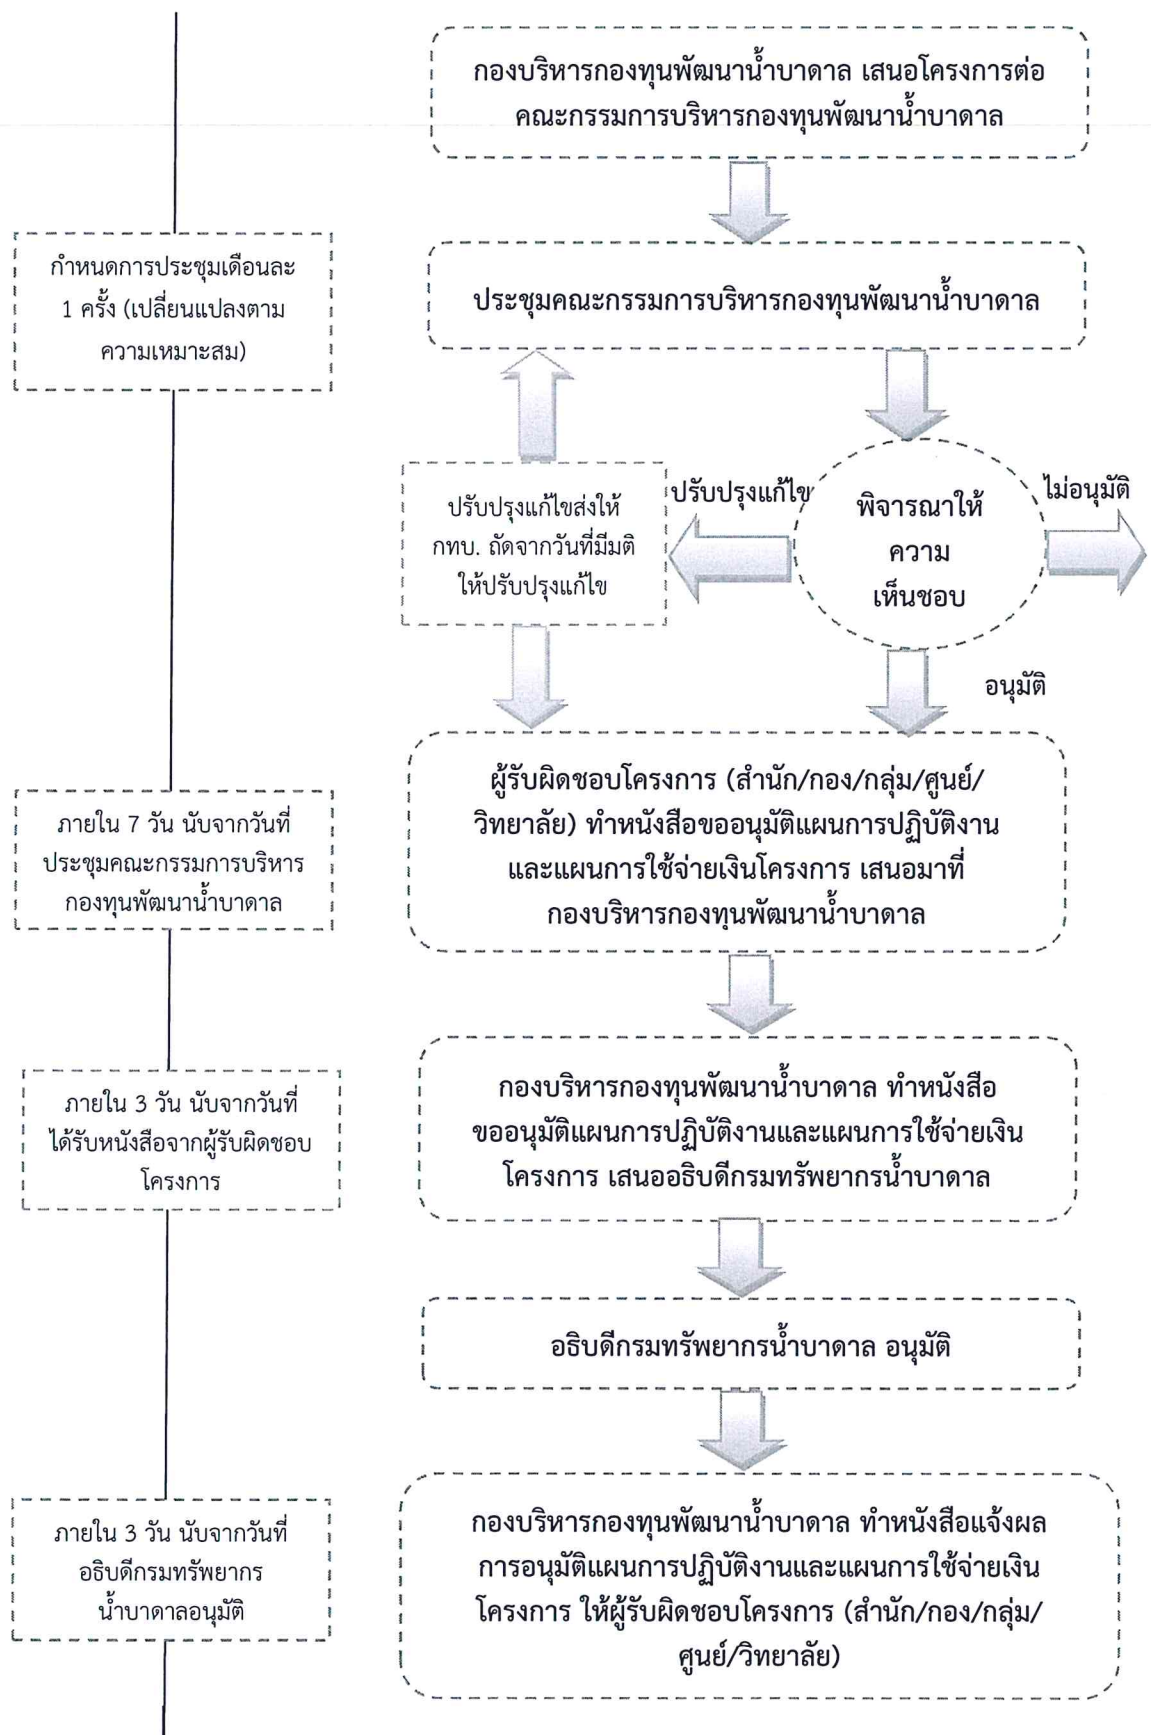 กองบริหารกองทุนพัฒนาน้ำบาดาล เสนอโครงการต่อ
คณะกรรมการบริหารกองทุนพัฒนาน้ำบาดาล
กำหนดการประชุมเดือนละ
1 ครั้ง (เปลี่ยนแปลงตาม
ความเหมาะสม)
ประชุมคณะกรรมการบริหารกองทุนพัฒนาน้ำบาดาล
ปรับปรุงแก้ไขส่งให้
กทบ. ถัดจากวันที่มีมติ
ให้ปรับปรุงแก้ไข
ปรับปรุงแก้ไข
พิจารณาให้
ความ
เห็นชอบ
ไม่อนุมัติ
อนุมัติ
ภายใน 7 วัน นับจากวันที่
ประชุมคณะกรรมการบริหาร
กองทุนพัฒนาน้ำบาดาล
ผู้รับผิดชอบโครงการ (สำนัก/กอง/กลุ่ม/ศูนย์/
วิทยาลัย) ทำหนังสือขออนุมัติแผนการปฏิบัติงาน
และแผนการใช้จ่ายเงินโครงการ เสนอมาที่
กองบริหารกองทุนพัฒนาน้ำบาดาล
ภายใน 3 วัน นับจากวันที่
ได้รับหนังสือจากผู้รับผิดชอบ
โครงการ
กองบริหารกองทุนพัฒนาน้ำบาดาล ทำหนังสือ
ขออนุมัติแผนการปฏิบัติงานและแผนการใช้จ่ายเงิน
โครงการ เสนออธิบดีกรมทรัพยากรน้ำบาดาล
อธิบดีกรมทรัพยากรน้ำบาดาล อนุมัติ
ภายใน 3 วัน นับจากวันที่
อธิบดีกรมทรัพยากร
น้ำบาดาลอนุมัติ
กองบริหารกองทุนพัฒนาน้ำบาดาล ทำหนังสือแจ้งผล
การอนุมัติแผนการปฏิบัติงานและแผนการใช้จ่ายเงิน
โครงการ ให้ผู้รับผิดชอบโครงการ (สำนัก/กอง/กลุ่ม/
ศูนย์/วิทยาลัย)